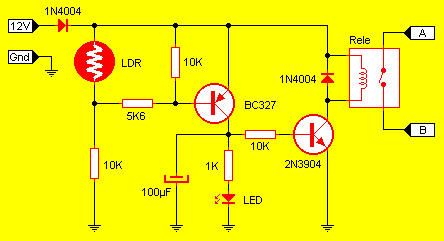 1N4004
12V
A
Rele
Gnd
LDR
10K
1N4004
BC327
5K6
B
10K
10K
1K
2N3904
100µF
LED